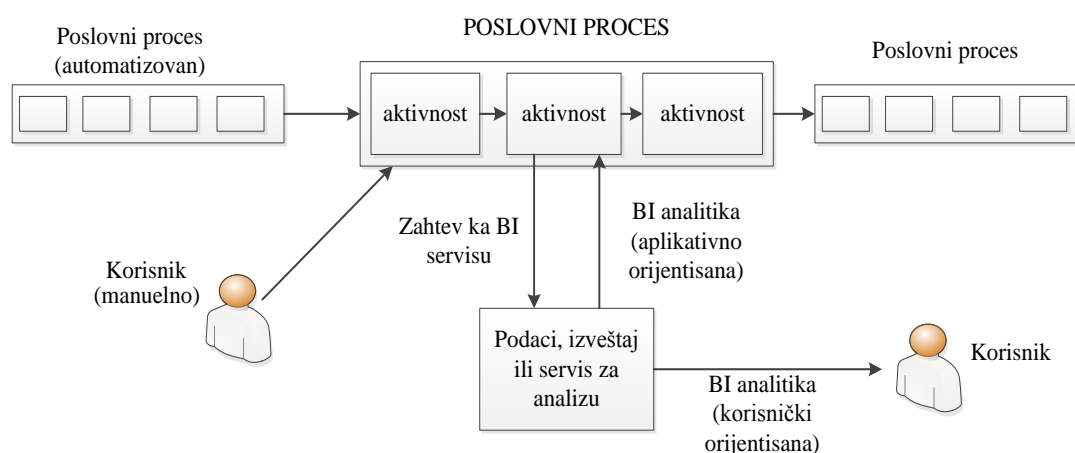 POSLOVNI PROCES
Poslovni proces
(automatizovan)
Poslovni proces
aktivnost
aktivnost
aktivnost
Zahtev ka BI
servisu
BI analitika
(aplikativno
orijentisana)
Korisnik
(manuelno)
Podaci, izveštaj
ili servis za
analizu
Korisnik
BI analitika
(korisnički
orijentisana)